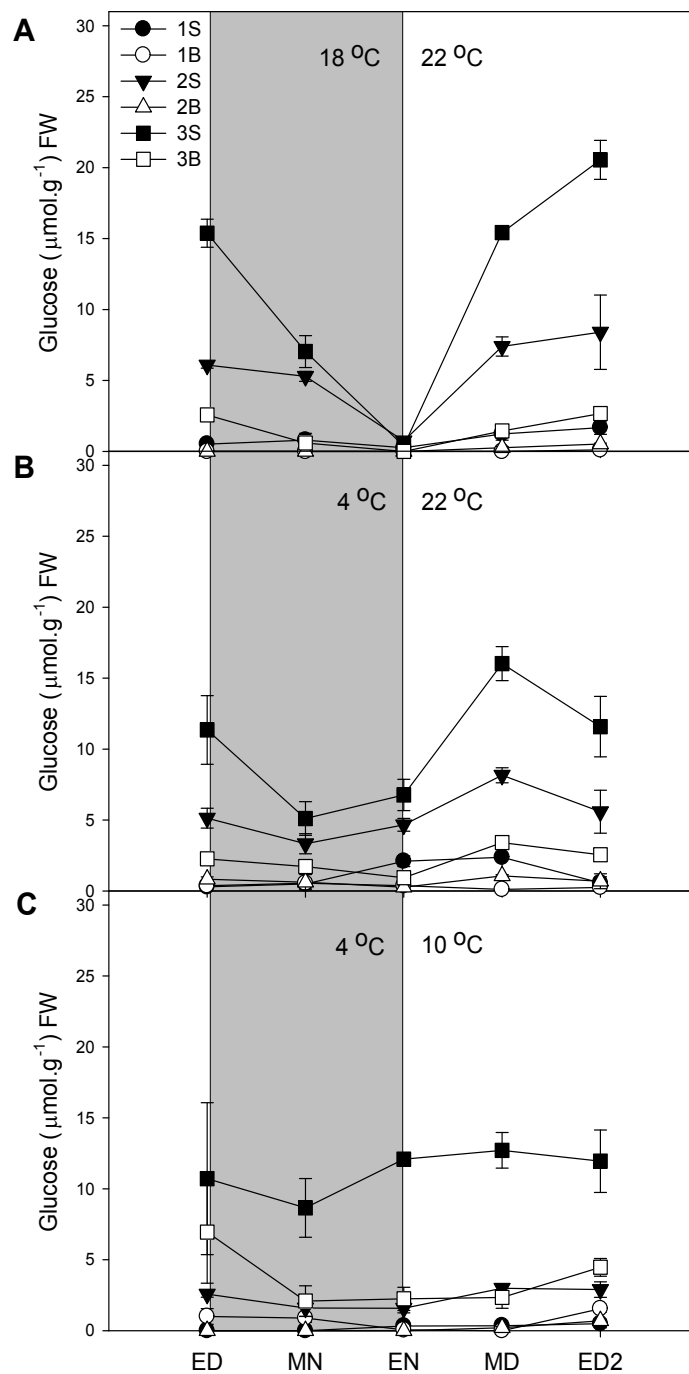 A
30
25
20
15
10
5
0
Glucose (μmol.g⁻¹) FW
1S
1B
2S
2B
3S
3B
18 °C
22 °C
B
30
25
20
15
10
5
0
Glucose (μmol.g⁻¹) FW
4 °C
22 °C
C
30
25
20
15
10
5
0
Glucose (μmol.g⁻¹) FW
4 °C
10 °C
ED MN EN MD ED2